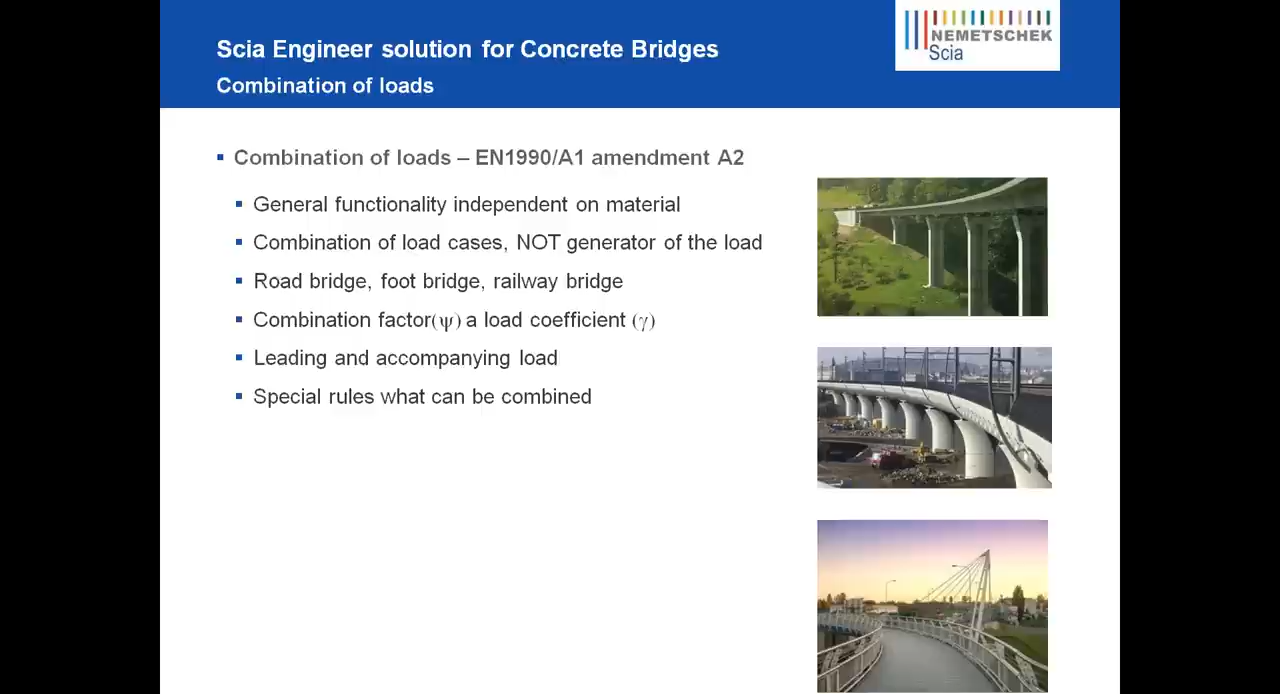 Scia Engineer solution for Concrete Bridges
Combination of loads
NEMETSCHEK
Scia
▪ Combination of loads – EN1990/A1 amendment A2
▪ General functionality independent on material
▪ Combination of load cases, NOT generator of the load
▪ Road bridge, foot bridge, railway bridge
▪ Combination factor(ψ) a load coefficient (γ)
▪ Leading and accompanying load
▪ Special rules what can be combined